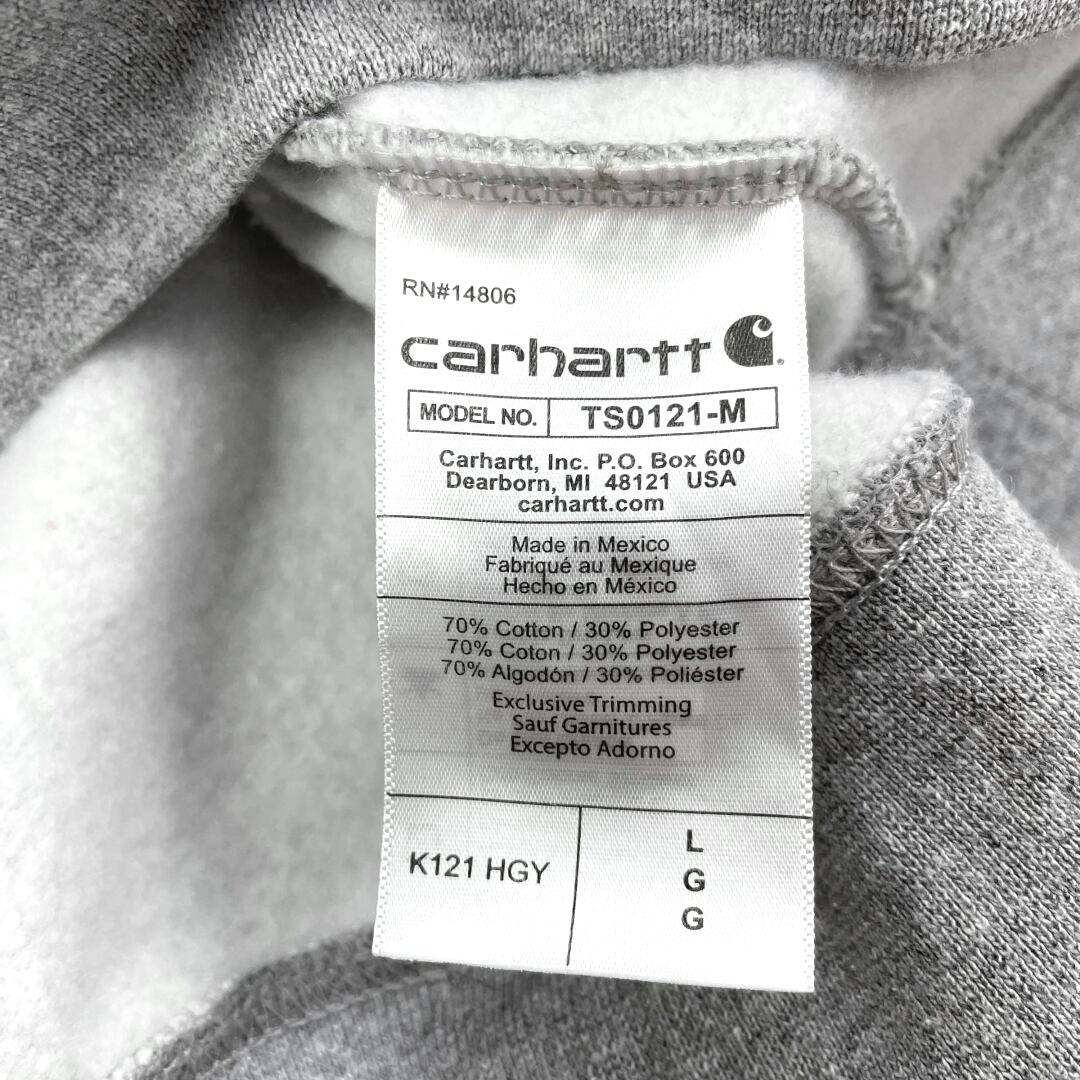 RN#14806
carhartt
MODEL NO. TS0121-M
Carhartt, Inc. P.O. Box 600
Dearborn, MI 48121 USA
carhartt.com
Made in Mexico
Fabriqué au Mexique
Hecho en México
70% Cotton / 30% Polyester
70% Coton / 30% Polyester
70% Algodón / 30% Poliéster
Exclusive Trimming
Sauf Garnitures
Excepto Adorno
K121 HGY
L
G
G